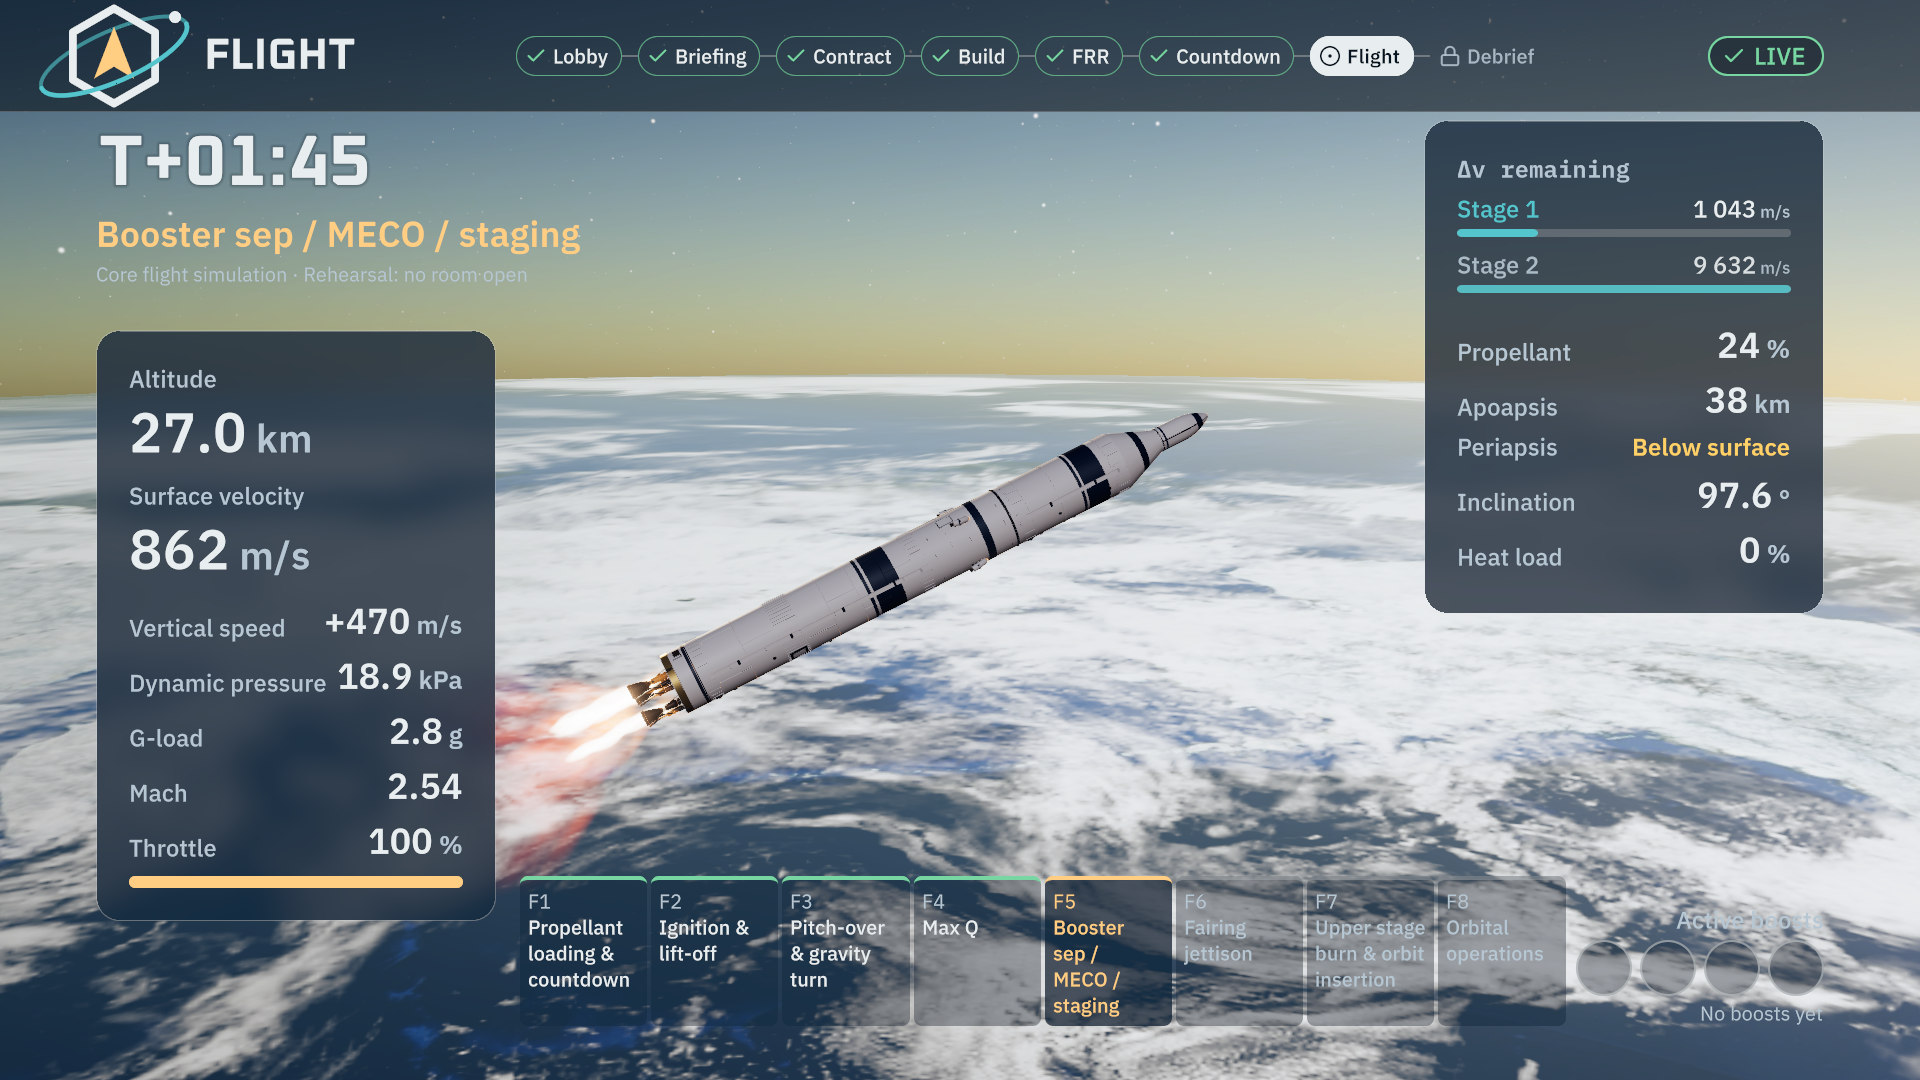 FLIGHT
Lobby
Briefing
Contract
Build
FRR
Countdown
Flight
Debrief
LIVE
T+01:45
Booster sep / MECO / staging
Core flight simulation · Rehearsal: no room open
Altitude
27.0 km
Surface velocity
862 m/s
Vertical speed +470 m/s
Dynamic pressure 18.9 kPa
G-load 2.8 g
Mach 2.54
Throttle 100 %
Δv remaining
Stage 1 1 043 m/s
Stage 2 9 632 m/s
Propellant 24 %
Apoapsis 38 km
Periapsis Below surface
Inclination 97.6 °
Heat load 0 %
F1
Propellant
loading &
countdown
F2
Ignition &
lift-off
F3
Pitch-over
& gravity
turn
F4
Max Q
F5
Booster
sep /
MECO /
staging
F6
Fairing
jettison
F7
Upper stage
burn & orbit
insertion
F8
Orbital
operations
Active boosts
No boosts yet